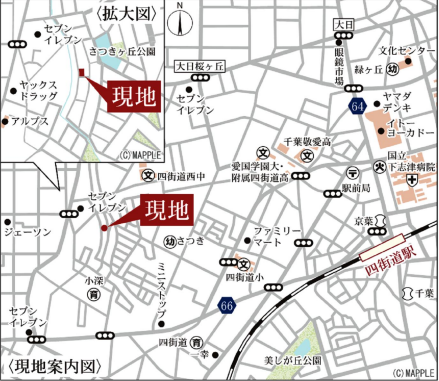 〈拡大図〉
セブン
イレブン
さつきヶ丘公園
現地
ヤックス
ドラッグ
アルプス
(C)MAPPLE
N
大日
大日桜ヶ丘
セブン
イレブン
眼鏡市場
文化センター
緑ヶ丘 幼
64
ヤマダ
デンキ
イトー
ヨーカドー
千葉敬愛高
文
文
愛国学園大・
附属四街道高
国立
下志津病院
駅前局
文 四街道西中
セブン
イレブン
現地
ジェーソン
幼 さつき
ファミリー
マート
京葉
文
四街道小
四街道駅
小深
育
ミニストップ
66
千葉
セブン
イレブン
四街道 育
一幸
美しが丘公園
〈現地案内図〉
(C)MAPPLE